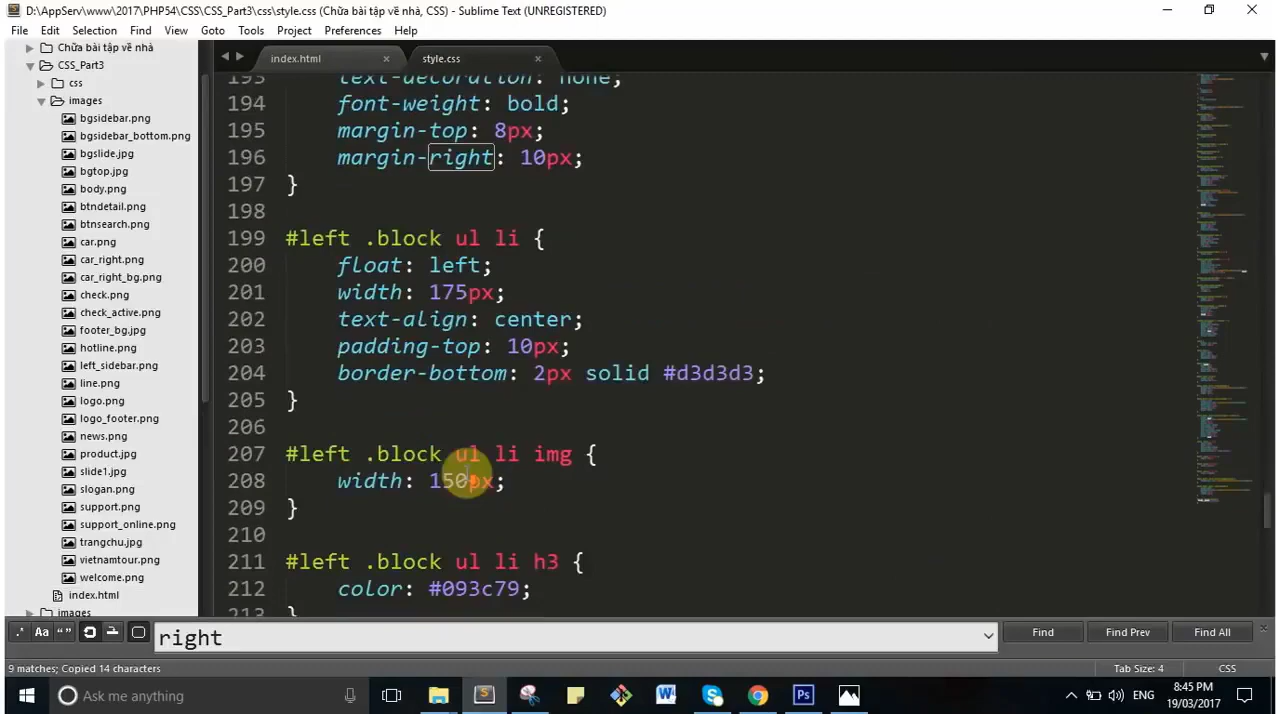 D:\AppServ\www\2017\PHP54\CSS\CSS_Part3\css\style.css (Chữa bài tập về nhà, CSS) - Sublime Text (UNREGISTERED)
File Edit Selection Find View Goto Tools Project Preferences Help
Chữa bài tập về nhà
CSS_Part3
css
images
bgsidebar.png
bgsidebar_bottom.png
bgslide.jpg
bgtop.jpg
body.png
btndetail.png
btnsearch.png
car.png
car_right.png
car_right_bg.png
check.png
check_active.png
footer_bg.jpg
hotline.png
left_sidebar.png
line.png
logo.png
logo_footer.png
news.png
product.jpg
slide1.jpg
slogan.png
support.png
support_online.png
trangchu.jpg
vietnamtour.png
welcome.png
index.html
images
index.html
style.css
193 text-decoration: none;
194 font-weight: bold;
195 margin-top: 8px;
196 margin-right: 10px;
197 }
198
199 #left .block ul li {
200 float: left;
201 width: 175px;
202 text-align: center;
203 padding-top: 10px;
204 border-bottom: 2px solid #d3d3d3;
205 }
206
207 #left .block ul li img {
208 width: 150px;
209 }
210
211 #left .block ul li h3 {
212 color: #093c79;
213 }
.* Aa “ ”
right
Find Find Prev Find All
9 matches; Copied 14 characters
Tab Size: 4 CSS
Ask me anything
ENG
8:45 PM
19/03/2017